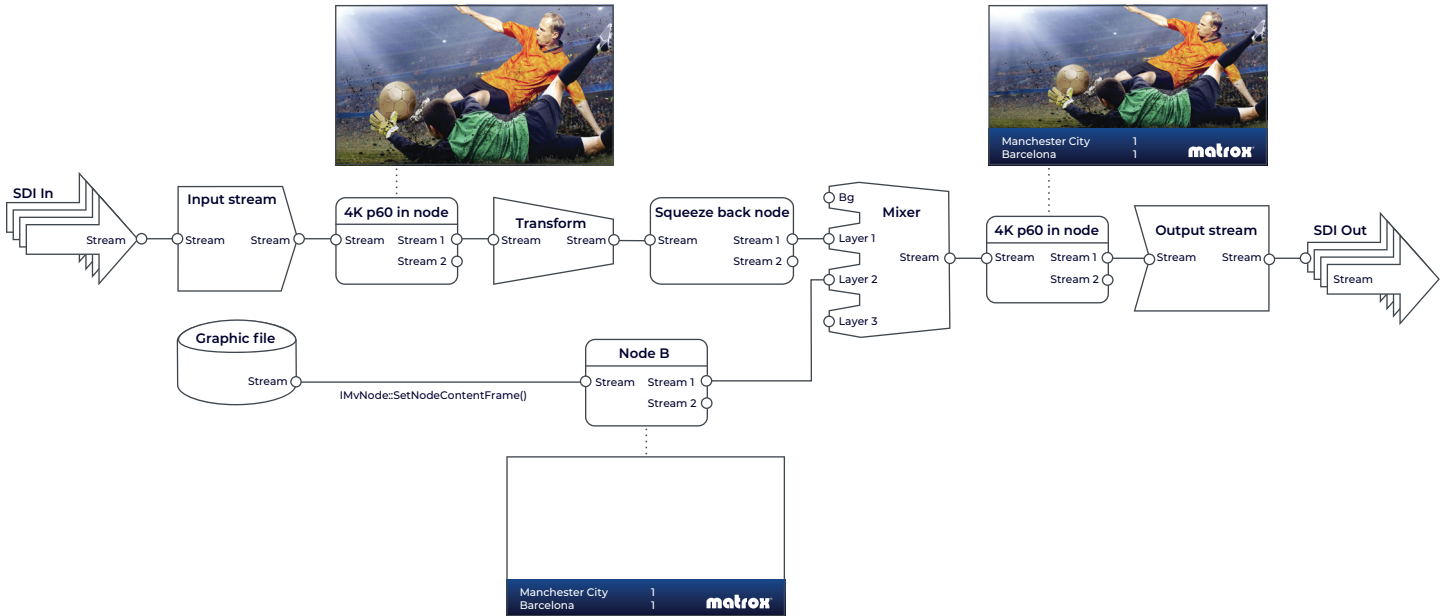 Manchester City 1
Barcelona 1
matrox
SDI In
Stream
Input stream
Stream Stream
4K p60 in node
Stream Stream 1
Stream 2
Transform
Stream Stream
Squeeze back node
Stream Stream 1
Stream 2
Mixer
Bg
Layer 1
Layer 2
Layer 3
Stream
4K p60 in node
Stream Stream 1
Stream 2
Output stream
Stream Stream
SDI Out
Stream
Graphic file
Stream
IMvNode::SetNodeContentFrame()
Node B
Stream Stream 1
Stream 2
Manchester City 1
Barcelona 1
matrox